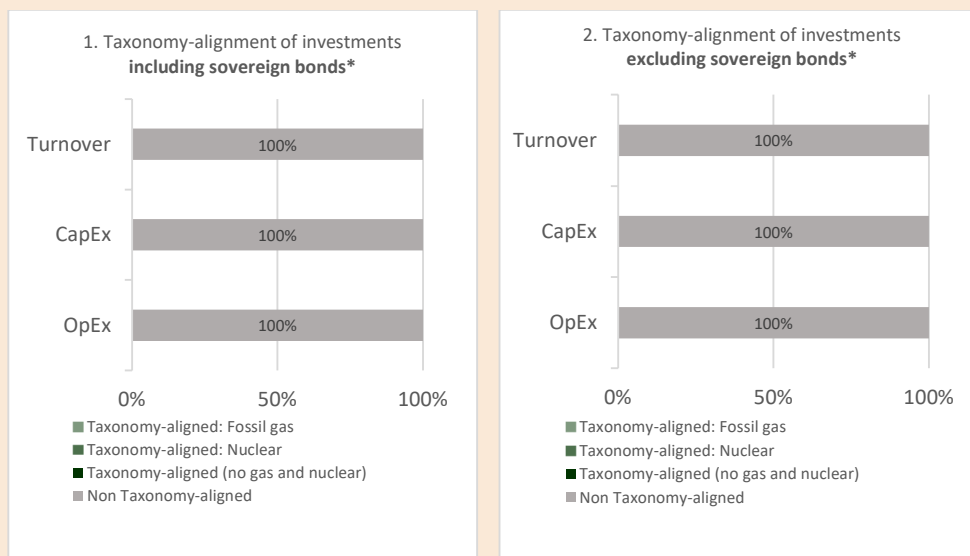 1. Taxonomy-alignment of investments
including sovereign bonds*
Turnover
100%
CapEx
100%
OpEx
100%
0%
50%
100%
Taxonomy-aligned: Fossil gas
Taxonomy-aligned: Nuclear
Taxonomy-aligned (no gas and nuclear)
Non Taxonomy-aligned
2. Taxonomy-alignment of investments
excluding sovereign bonds*
Turnover
100%
CapEx
100%
OpEx
100%
0%
50%
100%
Taxonomy-aligned: Fossil gas
Taxonomy-aligned: Nuclear
Taxonomy-aligned (no gas and nuclear)
Non Taxonomy-aligned